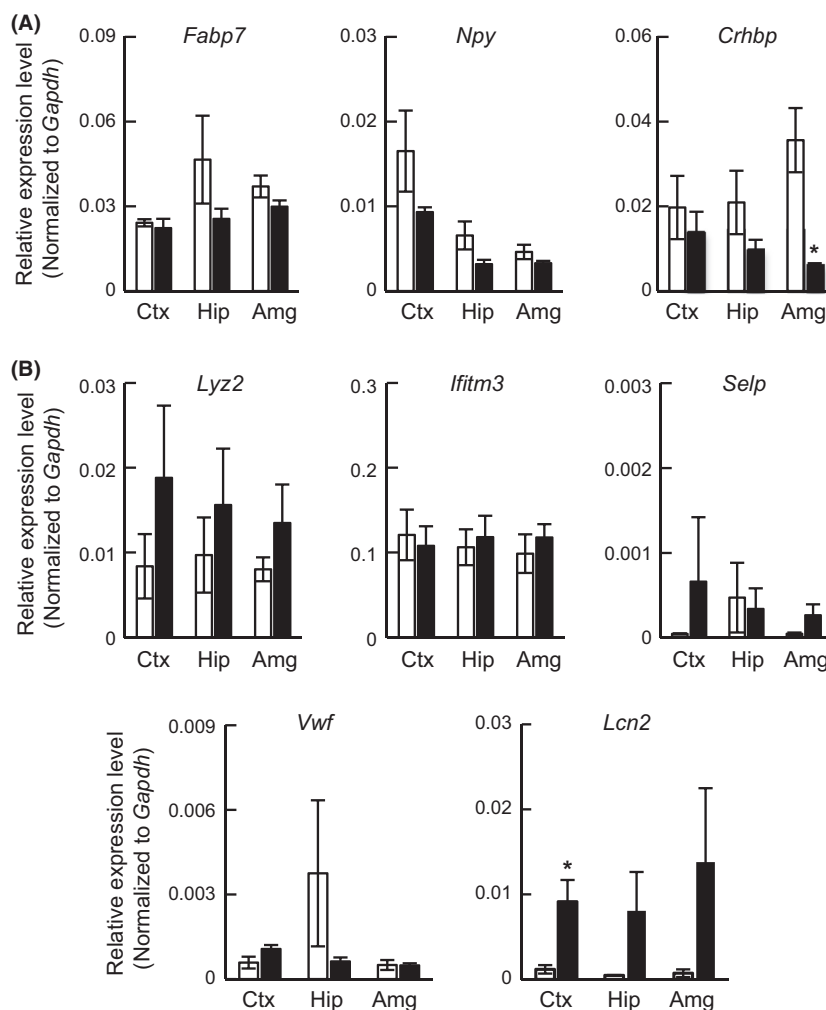 (A)
Fabp7
Npy
Crhbp
Relative expression level
(Normalized to Gapdh)
0.09
0.06
0.03
0
Ctx Hip Amg
0.03
0.02
0.01
0
Ctx Hip Amg
0.06
0.04
0.02
0
*
Ctx Hip Amg
(B)
Lyz2
Ifitm3
Selp
Relative expression level
(Normalized to Gapdh)
0.03
0.02
0.01
0
Ctx Hip Amg
0.3
0.2
0.1
0
Ctx Hip Amg
0.003
0.002
0.001
0
Ctx Hip Amg
Vwf
Lcn2
Relative expression level
(Normalized to Gapdh)
0.009
0.006
0.003
0
Ctx Hip Amg
0.03
0.02
0.01
0
*
Ctx Hip Amg